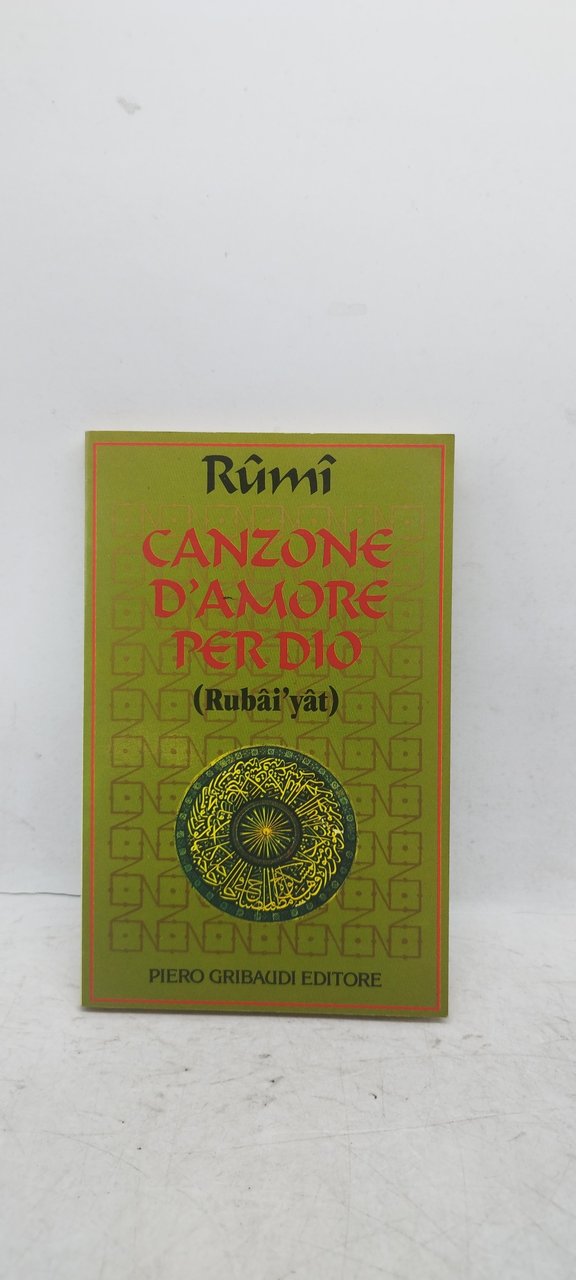 Rûmî
CANZONE
D'AMORE
PER DIO
(Rubâi'yât)
PIERO GRIBAUDI EDITORE